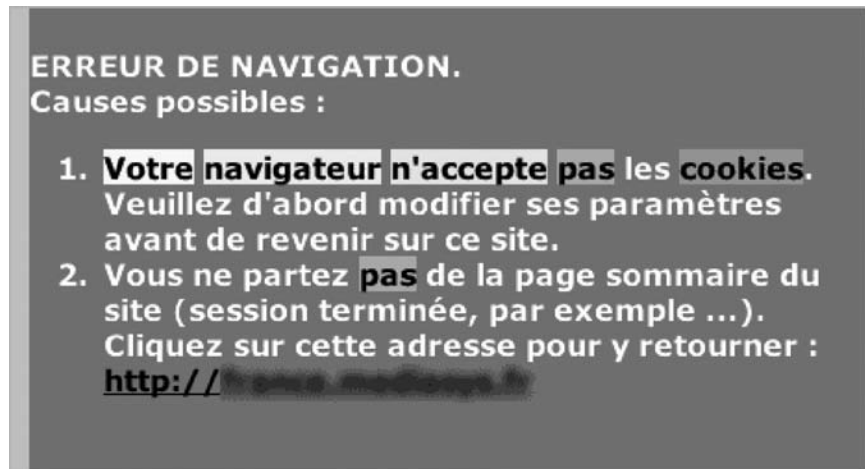 ERREUR DE NAVIGATION.
Causes possibles :
1. Votre navigateur n'accepte pas les cookies.
Veuillez d'abord modifier ses paramètres
avant de revenir sur ce site.
2. Vous ne partez pas de la page sommaire du
site (session terminée, par exemple ...).
Cliquez sur cette adresse pour y retourner :
http://